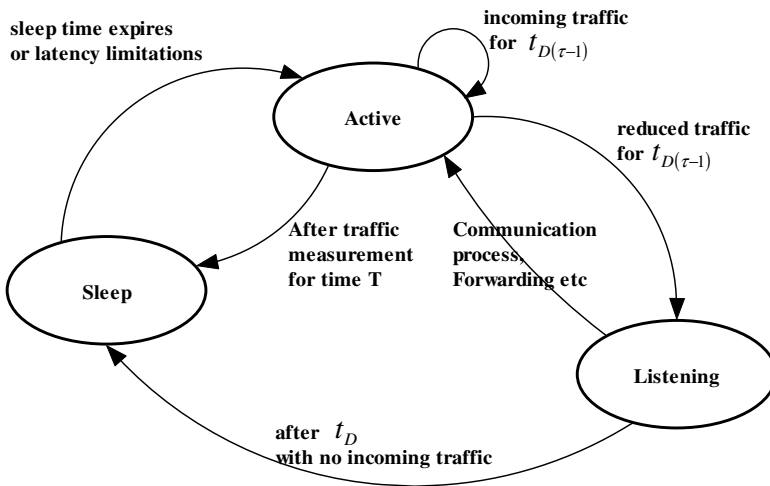 sleep time expires
or latency limitations
incoming traffic
for t_{D(τ−1)}
Active
reduced traffic
for t_{D(τ−1)}
After traffic
measurement
for time T
Communication
process,
Forwarding etc
Sleep
Listening
after t_D
with no incoming traffic